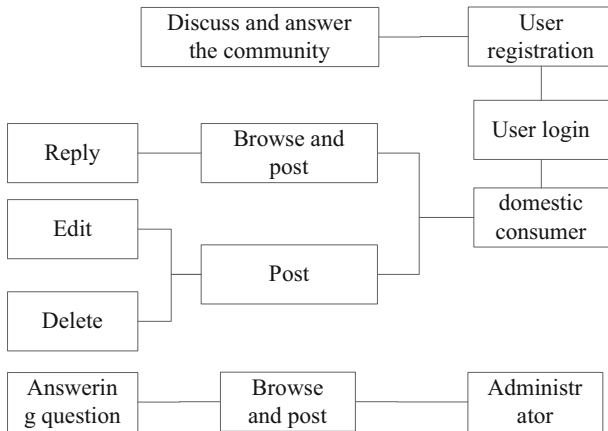 Discuss and answer
the community
User
registration
User login
Reply
Browse and
post
domestic
consumer
Edit
Post
Delete
Answerin
g question
Browse
and post
Administr
ator